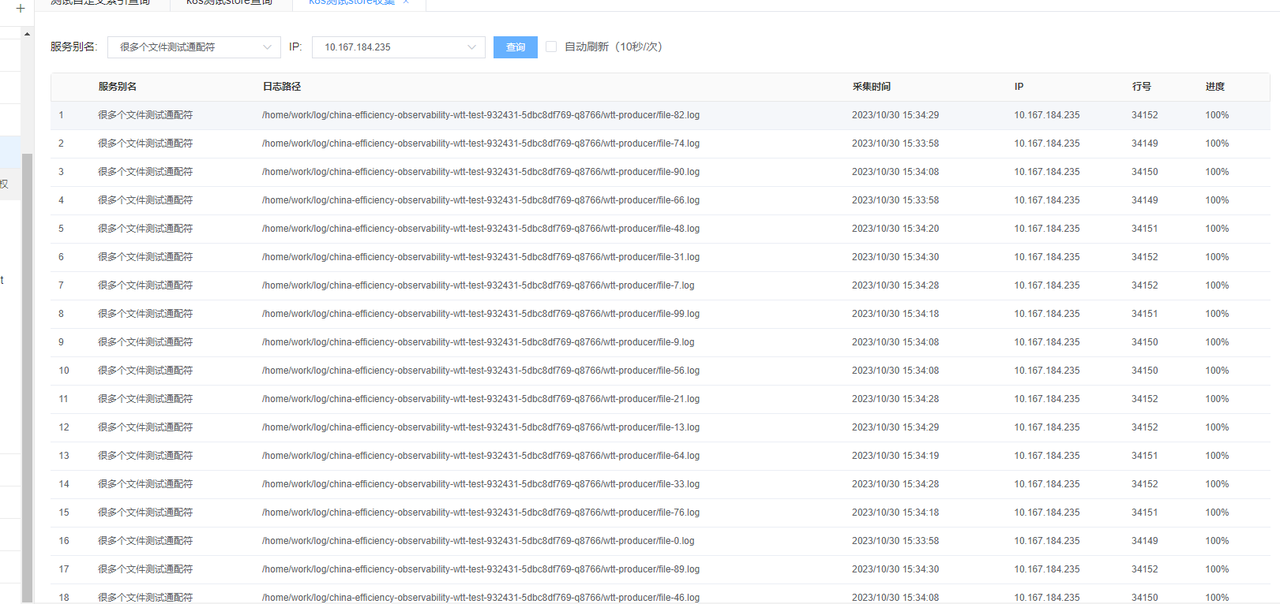 测试自定义索引查询 k8s测试store查询 k8s测试store收集 ×
服务别名: 很多个文件测试通配符 IP: 10.167.184.235 查询 自动刷新（10秒/次）
服务别名 日志路径 采集时间 IP 行号 进度
1 很多个文件测试通配符 /home/work/log/china-efficiency-observability-wtt-test-932431-5dbc8df769-q8766/wtt-producer/file-82.log 2023/10/30 15:34:29 10.167.184.235 34152 100%
2 很多个文件测试通配符 /home/work/log/china-efficiency-observability-wtt-test-932431-5dbc8df769-q8766/wtt-producer/file-74.log 2023/10/30 15:33:58 10.167.184.235 34149 100%
3 很多个文件测试通配符 /home/work/log/china-efficiency-observability-wtt-test-932431-5dbc8df769-q8766/wtt-producer/file-90.log 2023/10/30 15:34:08 10.167.184.235 34150 100%
权
4 很多个文件测试通配符 /home/work/log/china-efficiency-observability-wtt-test-932431-5dbc8df769-q8766/wtt-producer/file-66.log 2023/10/30 15:33:58 10.167.184.235 34149 100%
5 很多个文件测试通配符 /home/work/log/china-efficiency-observability-wtt-test-932431-5dbc8df769-q8766/wtt-producer/file-48.log 2023/10/30 15:34:20 10.167.184.235 34151 100%
6 很多个文件测试通配符 /home/work/log/china-efficiency-observability-wtt-test-932431-5dbc8df769-q8766/wtt-producer/file-31.log 2023/10/30 15:34:30 10.167.184.235 34152 100%
t
7 很多个文件测试通配符 /home/work/log/china-efficiency-observability-wtt-test-932431-5dbc8df769-q8766/wtt-producer/file-7.log 2023/10/30 15:34:28 10.167.184.235 34152 100%
8 很多个文件测试通配符 /home/work/log/china-efficiency-observability-wtt-test-932431-5dbc8df769-q8766/wtt-producer/file-99.log 2023/10/30 15:34:18 10.167.184.235 34151 100%
9 很多个文件测试通配符 /home/work/log/china-efficiency-observability-wtt-test-932431-5dbc8df769-q8766/wtt-producer/file-9.log 2023/10/30 15:34:08 10.167.184.235 34150 100%
10 很多个文件测试通配符 /home/work/log/china-efficiency-observability-wtt-test-932431-5dbc8df769-q8766/wtt-producer/file-56.log 2023/10/30 15:34:08 10.167.184.235 34150 100%
11 很多个文件测试通配符 /home/work/log/china-efficiency-observability-wtt-test-932431-5dbc8df769-q8766/wtt-producer/file-21.log 2023/10/30 15:34:28 10.167.184.235 34152 100%
12 很多个文件测试通配符 /home/work/log/china-efficiency-observability-wtt-test-932431-5dbc8df769-q8766/wtt-producer/file-13.log 2023/10/30 15:34:29 10.167.184.235 34152 100%
13 很多个文件测试通配符 /home/work/log/china-efficiency-observability-wtt-test-932431-5dbc8df769-q8766/wtt-producer/file-64.log 2023/10/30 15:34:19 10.167.184.235 34151 100%
14 很多个文件测试通配符 /home/work/log/china-efficiency-observability-wtt-test-932431-5dbc8df769-q8766/wtt-producer/file-33.log 2023/10/30 15:34:28 10.167.184.235 34152 100%
15 很多个文件测试通配符 /home/work/log/china-efficiency-observability-wtt-test-932431-5dbc8df769-q8766/wtt-producer/file-76.log 2023/10/30 15:34:18 10.167.184.235 34151 100%
16 很多个文件测试通配符 /home/work/log/china-efficiency-observability-wtt-test-932431-5dbc8df769-q8766/wtt-producer/file-0.log 2023/10/30 15:33:58 10.167.184.235 34149 100%
17 很多个文件测试通配符 /home/work/log/china-efficiency-observability-wtt-test-932431-5dbc8df769-q8766/wtt-producer/file-89.log 2023/10/30 15:34:30 10.167.184.235 34152 100%
18 很多个文件测试通配符 /home/work/log/china-efficiency-observability-wtt-test-932431-5dbc8df769-q8766/wtt-producer/file-46.log 2023/10/30 15:34:08 10.167.184.235 34150 100%